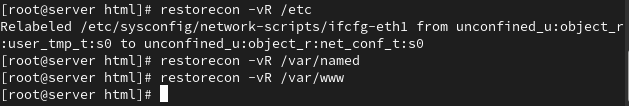 [root@server html]# restorecon -vR /etc
Relabeled /etc/sysconfig/network-scripts/ifcfg-eth1 from unconfined_u:object_r
:user_tmp_t:s0 to unconfined_u:object_r:net_conf_t:s0
[root@server html]# restorecon -vR /var/named
[root@server html]# restorecon -vR /var/www
[root@server html]#